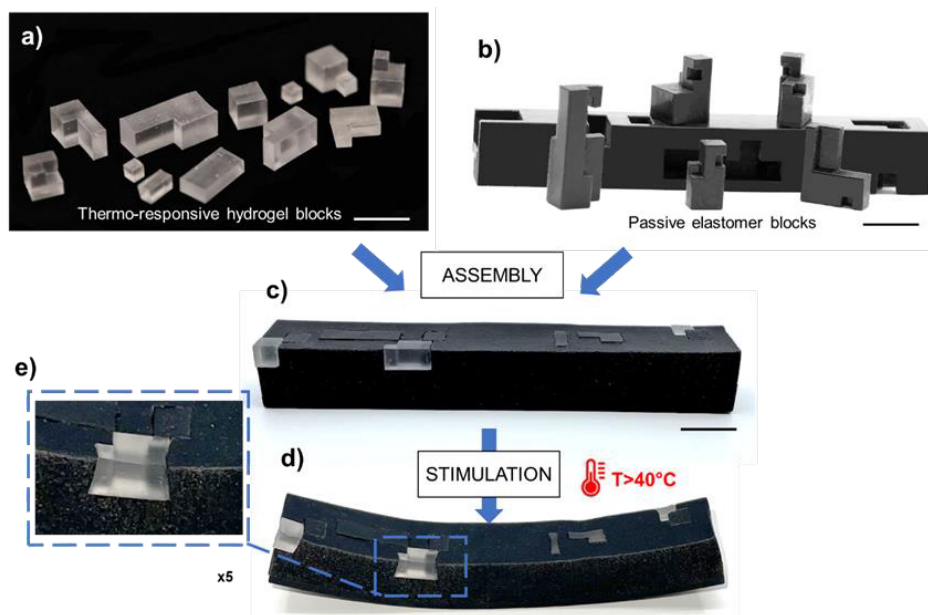 a)
Thermo-responsive hydrogel blocks
b)
Passive elastomer blocks
ASSEMBLY
c)
e)
d)
STIMULATION
T>40°C
x5